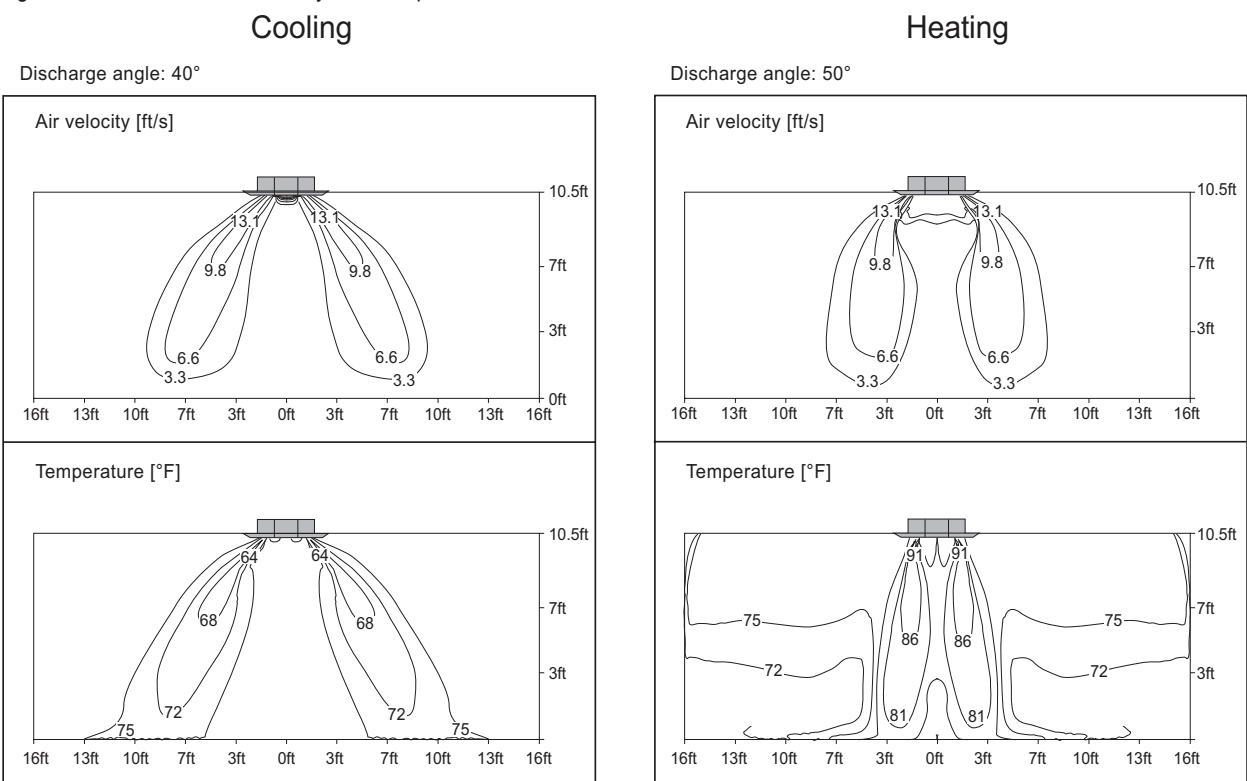 Cooling
Heating
Discharge angle: 40°
Discharge angle: 50°
Air velocity [ft/s]
10.5ft
13.1 13.1
7ft
9.8 9.8
3ft
6.6 6.6
3.3 3.3
0ft
16ft 13ft 10ft 7ft 3ft 0ft 3ft 7ft 10ft 13ft 16ft
Air velocity [ft/s]
10.5ft
13.1 13.1
7ft
9.8 9.8
3ft
6.6 6.6
3.3 3.3
16ft 13ft 10ft 7ft 3ft 0ft 3ft 7ft 10ft 13ft 16ft
Temperature [°F]
10.5ft
64 64
7ft
68 68
3ft
72 72
75 75
16ft 13ft 10ft 7ft 3ft 0ft 3ft 7ft 10ft 13ft 16ft
Temperature [°F]
10.5ft
91 91
7ft
75 75
86 86
72 72
3ft
81 81
16ft 13ft 10ft 7ft 3ft 0ft 3ft 7ft 10ft 13ft 16ft